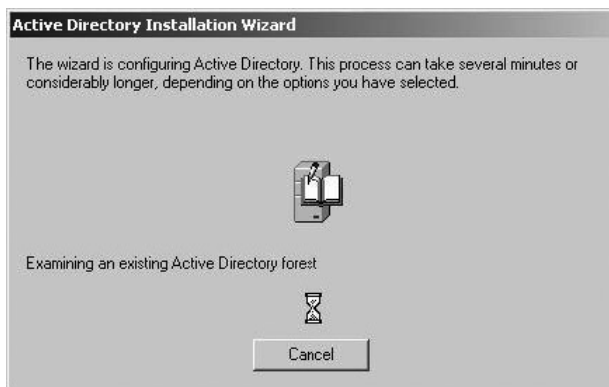 Active Directory Installation Wizard
The wizard is configuring Active Directory. This process can take several minutes or
considerably longer, depending on the options you have selected.
Examining an existing Active Directory forest
Cancel